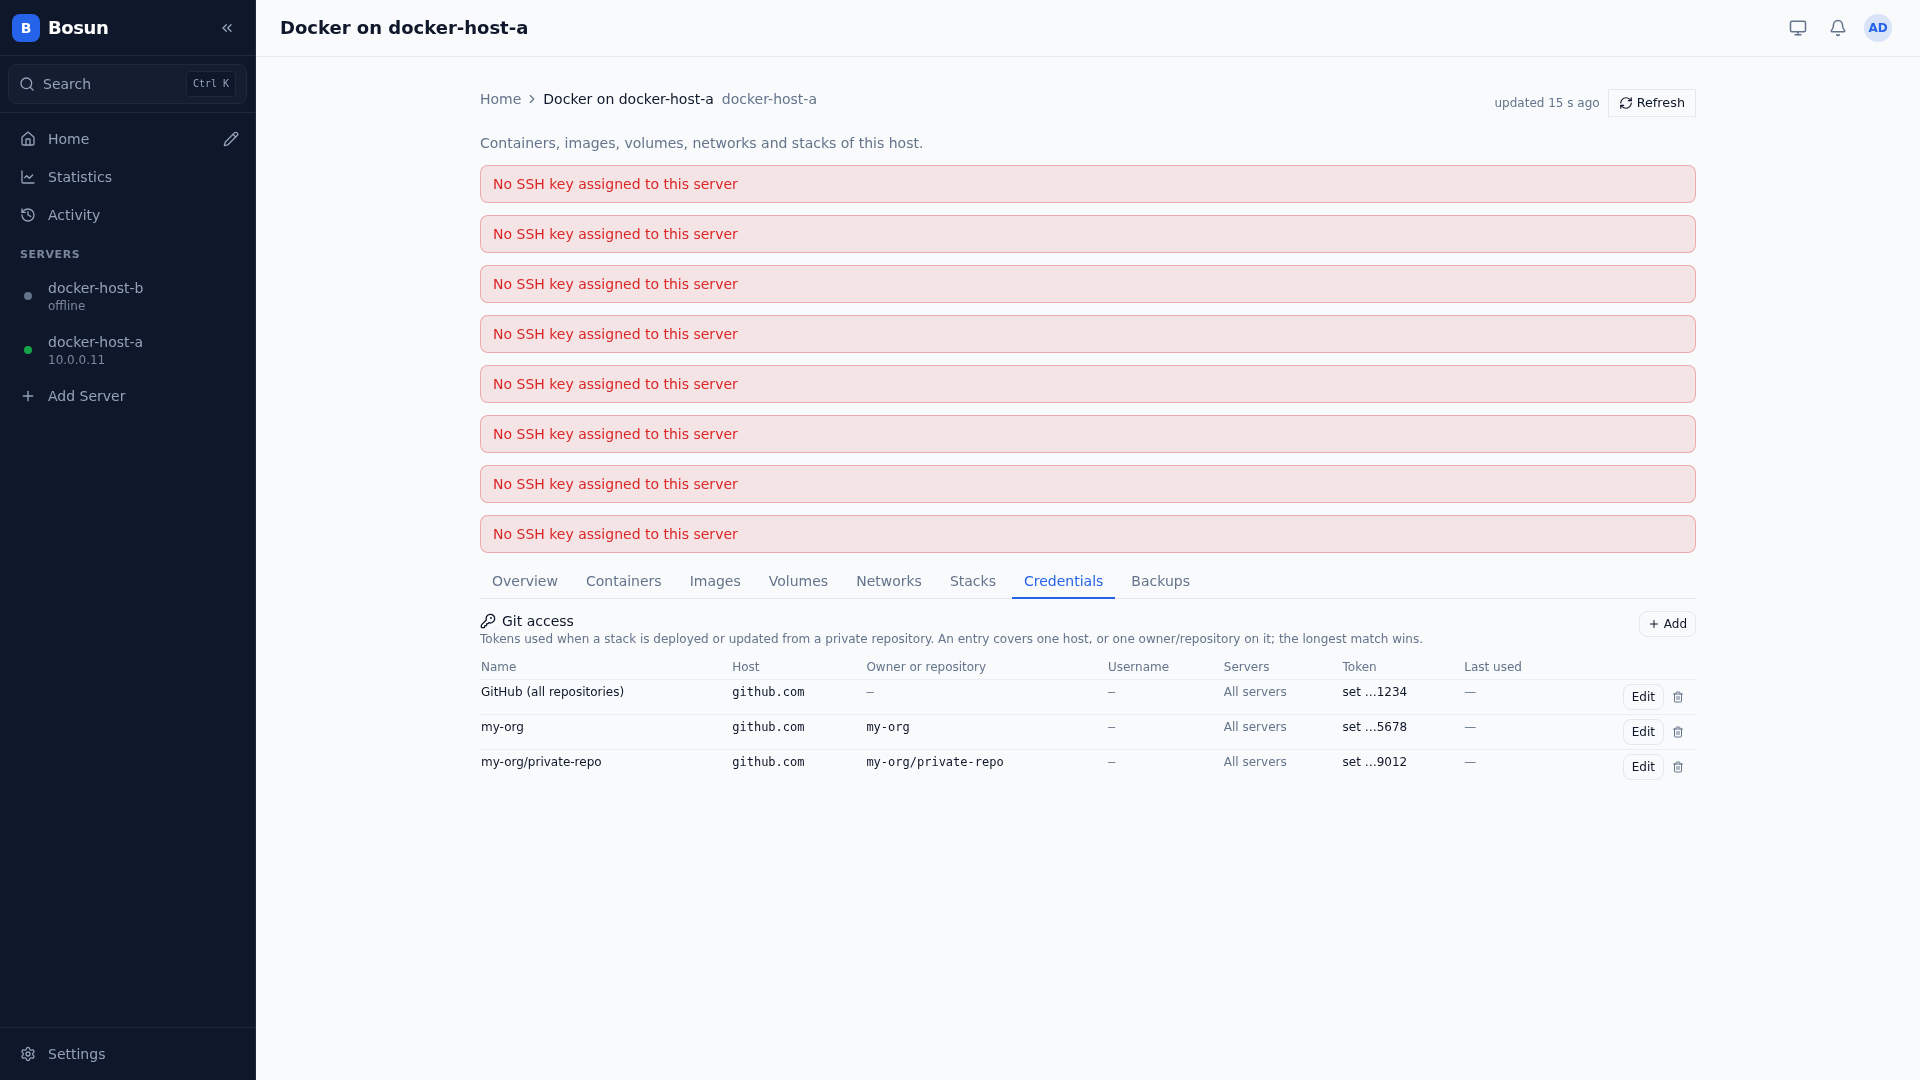 B Bosun
Search Ctrl K
Home
Statistics
Activity
SERVERS
docker-host-b
offline
docker-host-a
10.0.0.11
Add Server
Settings
Docker on docker-host-a
AD
Home > Docker on docker-host-a docker-host-a
updated 15 s ago Refresh
Containers, images, volumes, networks and stacks of this host.
No SSH key assigned to this server
No SSH key assigned to this server
No SSH key assigned to this server
No SSH key assigned to this server
No SSH key assigned to this server
No SSH key assigned to this server
No SSH key assigned to this server
No SSH key assigned to this server
Overview Containers Images Volumes Networks Stacks Credentials Backups
Git access
+ Add
Tokens used when a stack is deployed or updated from a private repository. An entry covers one host, or one owner/repository on it; the longest match wins.
Name Host Owner or repository Username Servers Token Last used
GitHub (all repositories) github.com — — All servers set …1234 — Edit
my-org github.com my-org — All servers set …5678 — Edit
my-org/private-repo github.com my-org/private-repo — All servers set …9012 — Edit